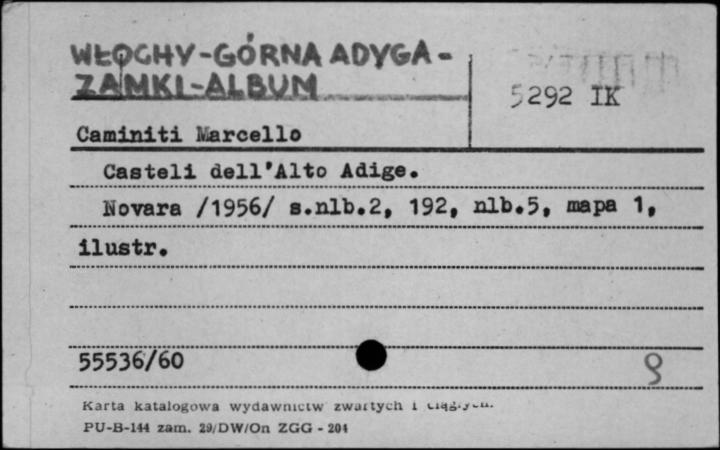 WŁOCHY-GÓRNA ADYGA-
ZAMKI-ALBUM
5292 IK
Caminiti Marcello
Casteli dell'Alto Adige.
Novara /1956/ s.nlb.2, 192, nlb.5, mapa 1,
ilustr.
55536/60
Karta katalogowa wydawnictw zwartych i ciągłych.
PU-B-144 zam. 29/DW/On ZGG - 204